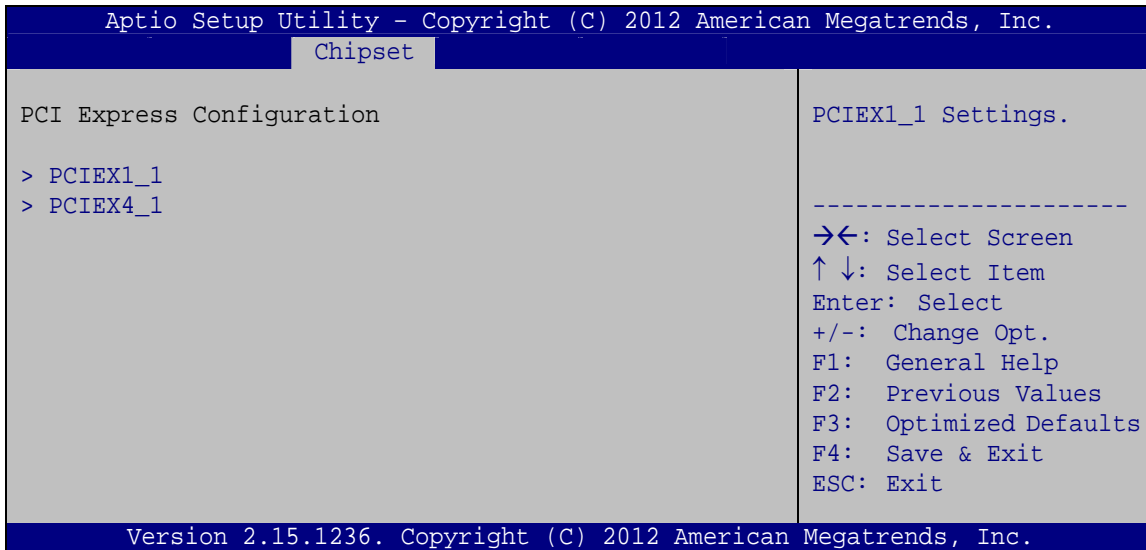 Aptio Setup Utility – Copyright (C) 2012 American Megatrends, Inc.
Chipset
PCI Express Configuration
> PCIEX1_1
> PCIEX4_1
PCIEX1_1 Settings.
----------------------
→←: Select Screen
↑ ↓: Select Item
Enter: Select
+/-: Change Opt.
F1: General Help
F2: Previous Values
F3: Optimized Defaults
F4: Save & Exit
ESC: Exit
Version 2.15.1236. Copyright (C) 2012 American Megatrends, Inc.